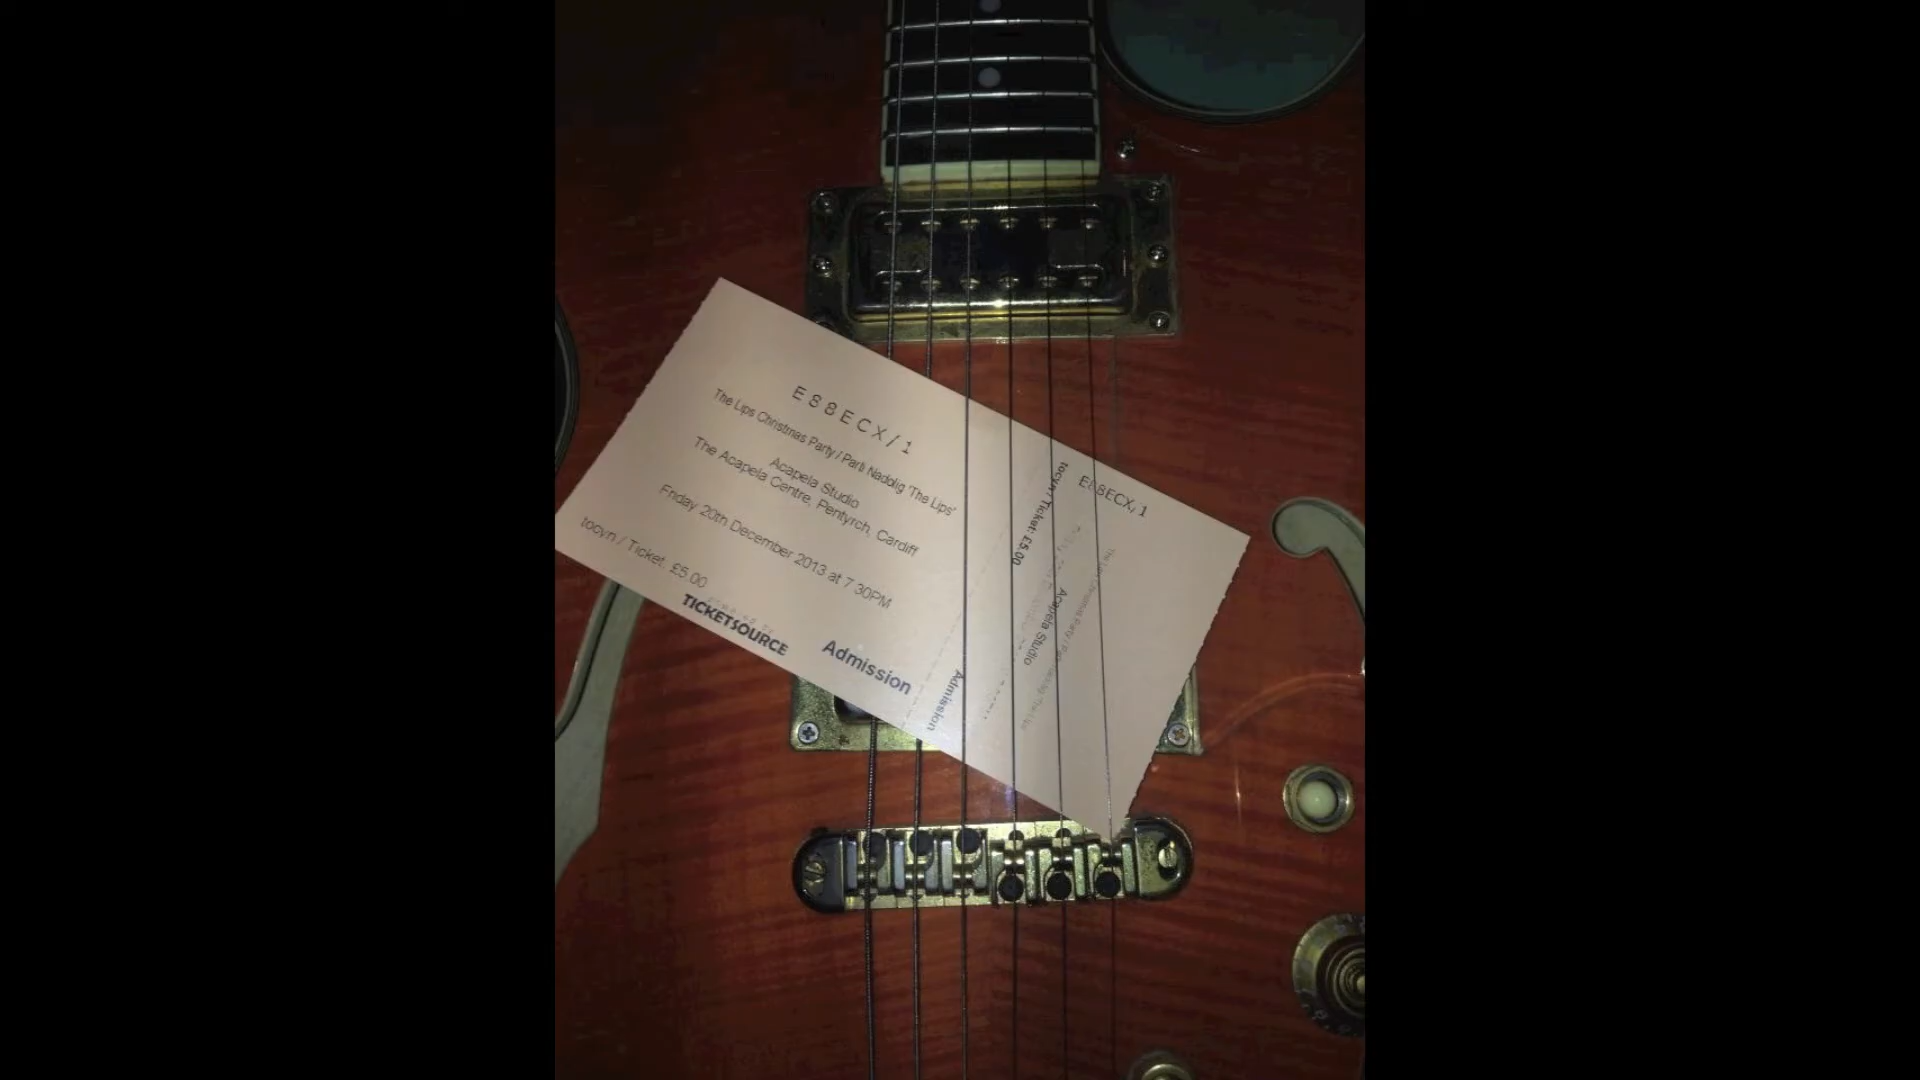 E88ECX/1
The Lips Christmas Party / Parti Nadolig 'The Lips'
Acapela Studio
The Acapela Centre, Pentyrch, Cardiff
Friday 20th December 2013 at 7 30PM
tocyn / Ticket. £5.00
TICKETSOURCE
Admission
E88ECX/1
tocyn / Ticket: £5.00
Acapela Studio
Admission